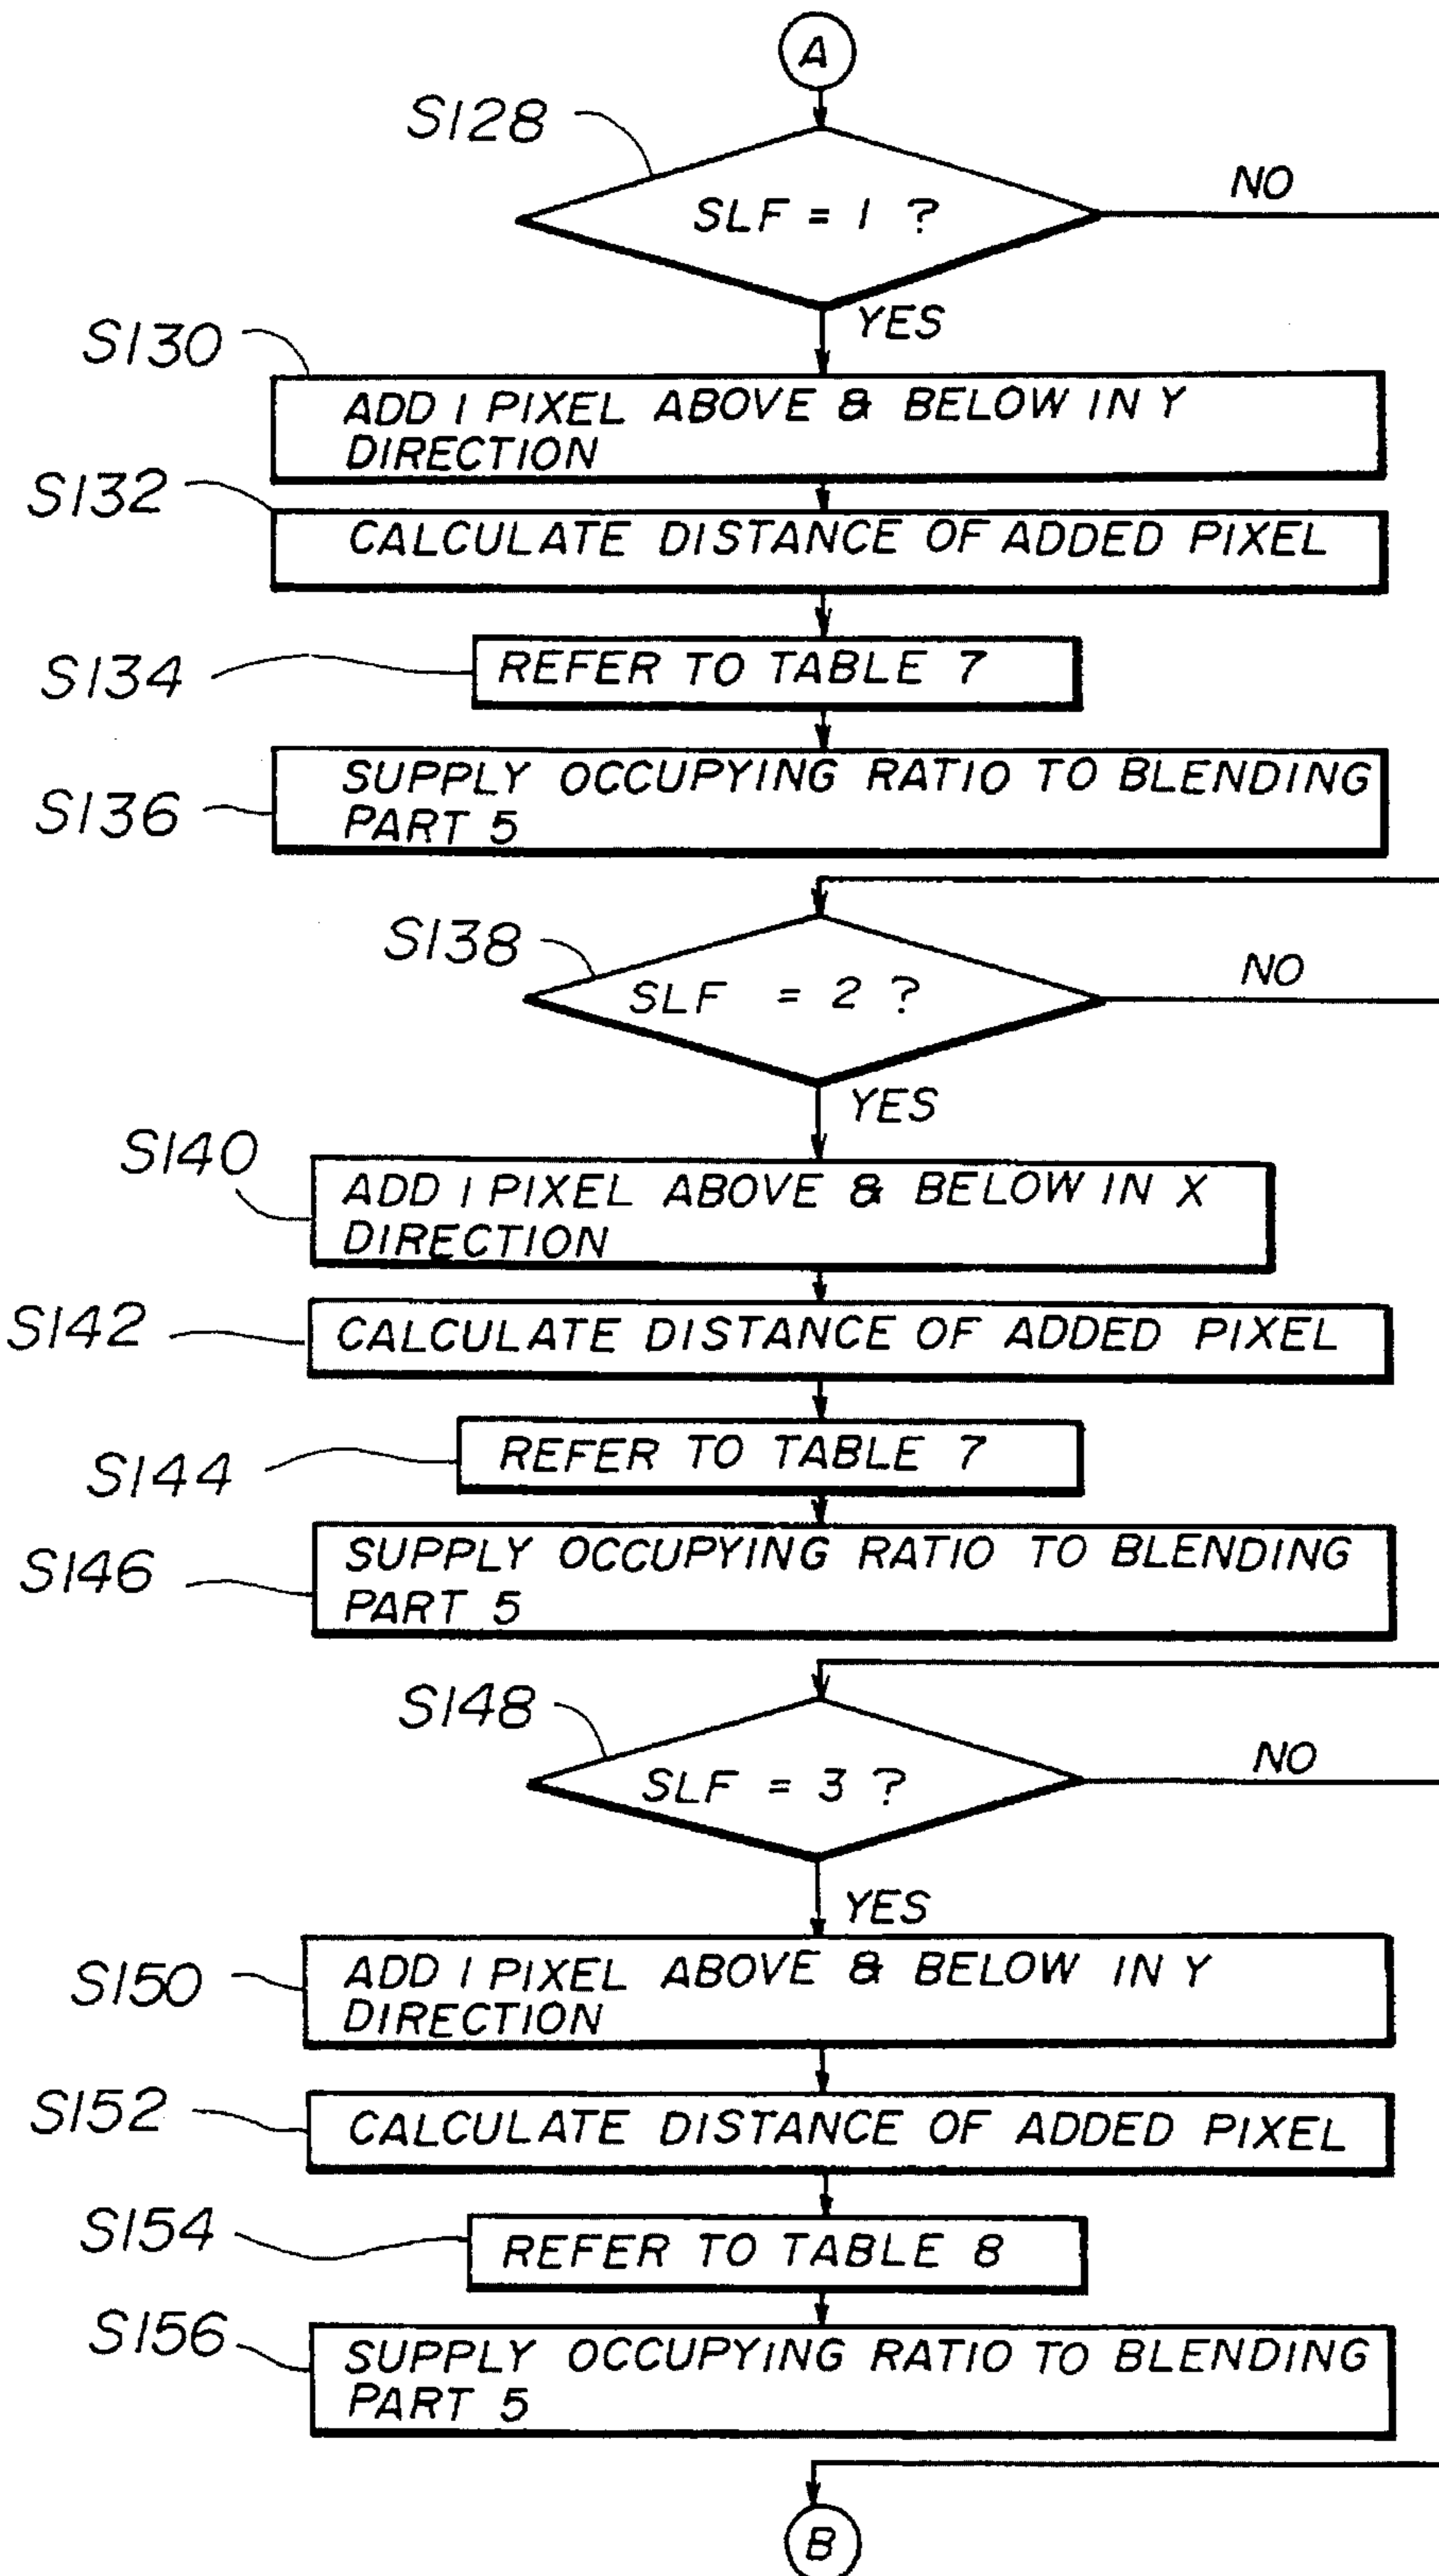 A
S128
SLF = 1 ?
NO
YES
S130
ADD 1 PIXEL ABOVE & BELOW IN Y
DIRECTION
S132
CALCULATE DISTANCE OF ADDED PIXEL
S134
REFER TO TABLE 7
S136
SUPPLY OCCUPYING RATIO TO BLENDING
PART 5
S138
SLF = 2 ?
NO
YES
S140
ADD 1 PIXEL ABOVE & BELOW IN X
DIRECTION
S142
CALCULATE DISTANCE OF ADDED PIXEL
S144
REFER TO TABLE 7
S146
SUPPLY OCCUPYING RATIO TO BLENDING
PART 5
S148
SLF = 3 ?
NO
YES
S150
ADD 1 PIXEL ABOVE & BELOW IN Y
DIRECTION
S152
CALCULATE DISTANCE OF ADDED PIXEL
S154
REFER TO TABLE 8
S156
SUPPLY OCCUPYING RATIO TO BLENDING
PART 5
B